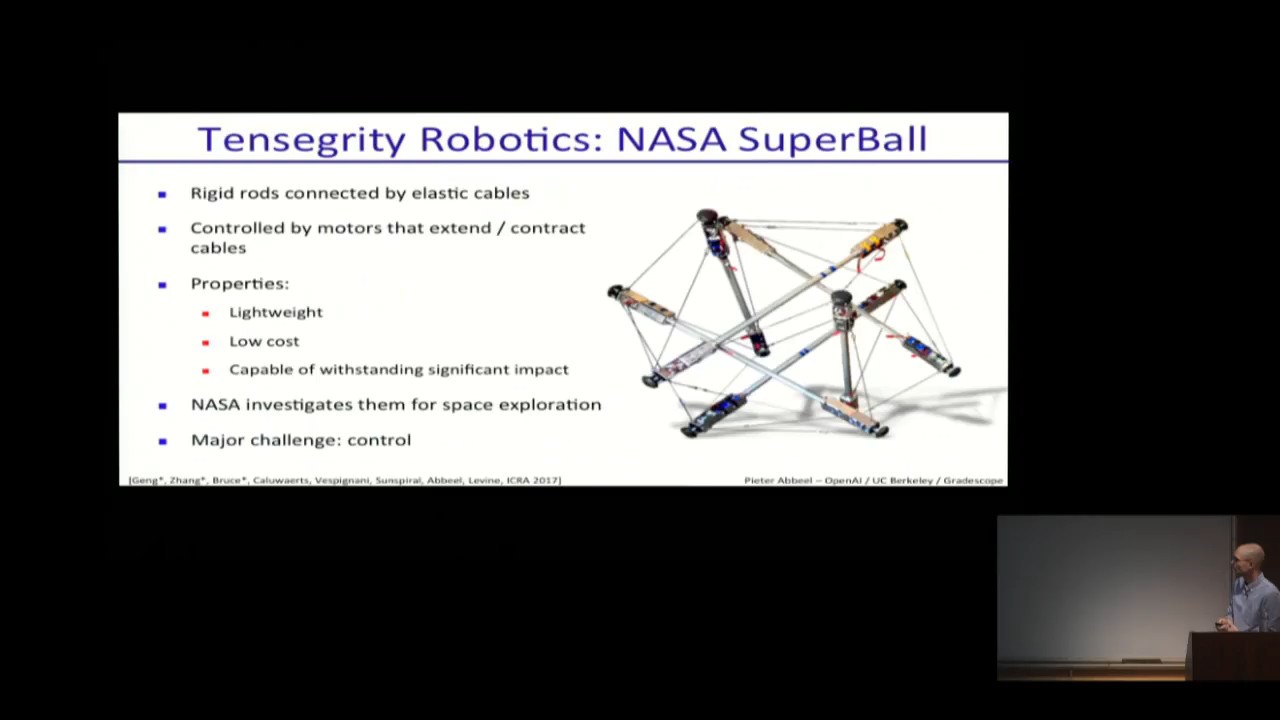 Tensegrity Robotics: NASA SuperBall
Rigid rods connected by elastic cables
Controlled by motors that extend / contract
cables
Properties:
Lightweight
Low cost
Capable of withstanding significant impact
NASA investigates them for space exploration
Major challenge: control
[Geng*, Zhang*, Bruce*, Caluwaerts, Vespignani, Sunspiral, Abbeel, Levine, ICRA 2017]
Pieter Abbeel – OpenAI / UC Berkeley / Gradescope